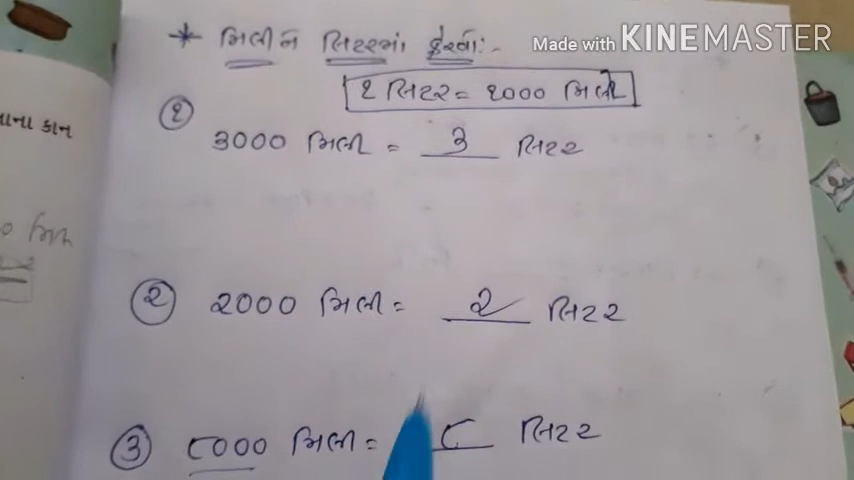 Made with KINEMASTER
* મિલીનું લિટરમાં ફેરવો :-
૧ લિટર = ૧૦૦૦ મિલી
વાના કાન
(૧) ૩૦૦૦ મિલી = ૩ લિટર
(૨) ૨૦૦૦ મિલી = ૨ લિટર
(૩) ૮૦૦૦ મિલી = ૮ લિટર